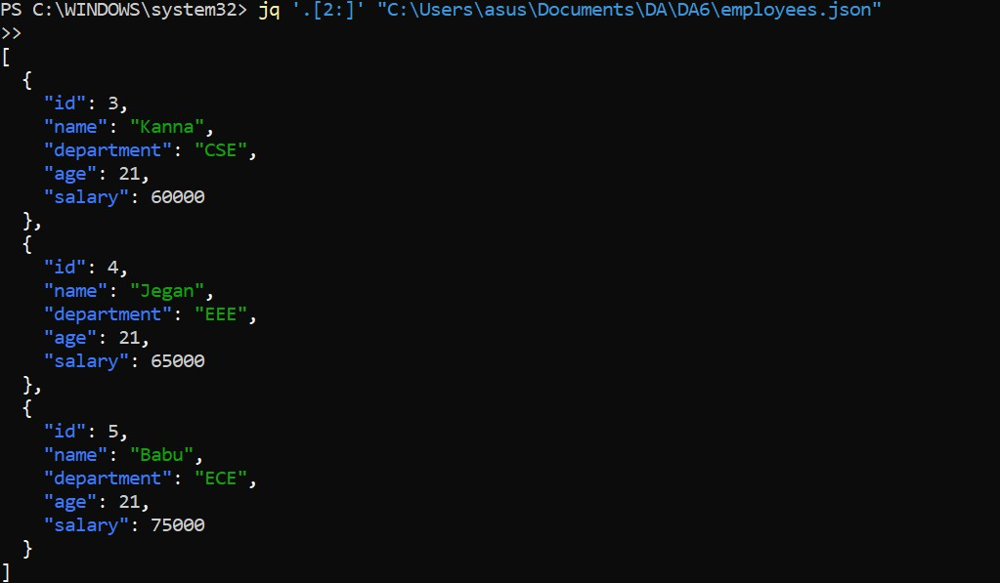 PS C:\WINDOWS\system32> jq '.[2:]' "C:\Users\asus\Documents\DA\DA6\employees.json"
>>
[
  {
    "id": 3,
    "name": "Kanna",
    "department": "CSE",
    "age": 21,
    "salary": 60000
  },
  {
    "id": 4,
    "name": "Jegan",
    "department": "EEE",
    "age": 21,
    "salary": 65000
  },
  {
    "id": 5,
    "name": "Babu",
    "department": "ECE",
    "age": 21,
    "salary": 75000
  }
]